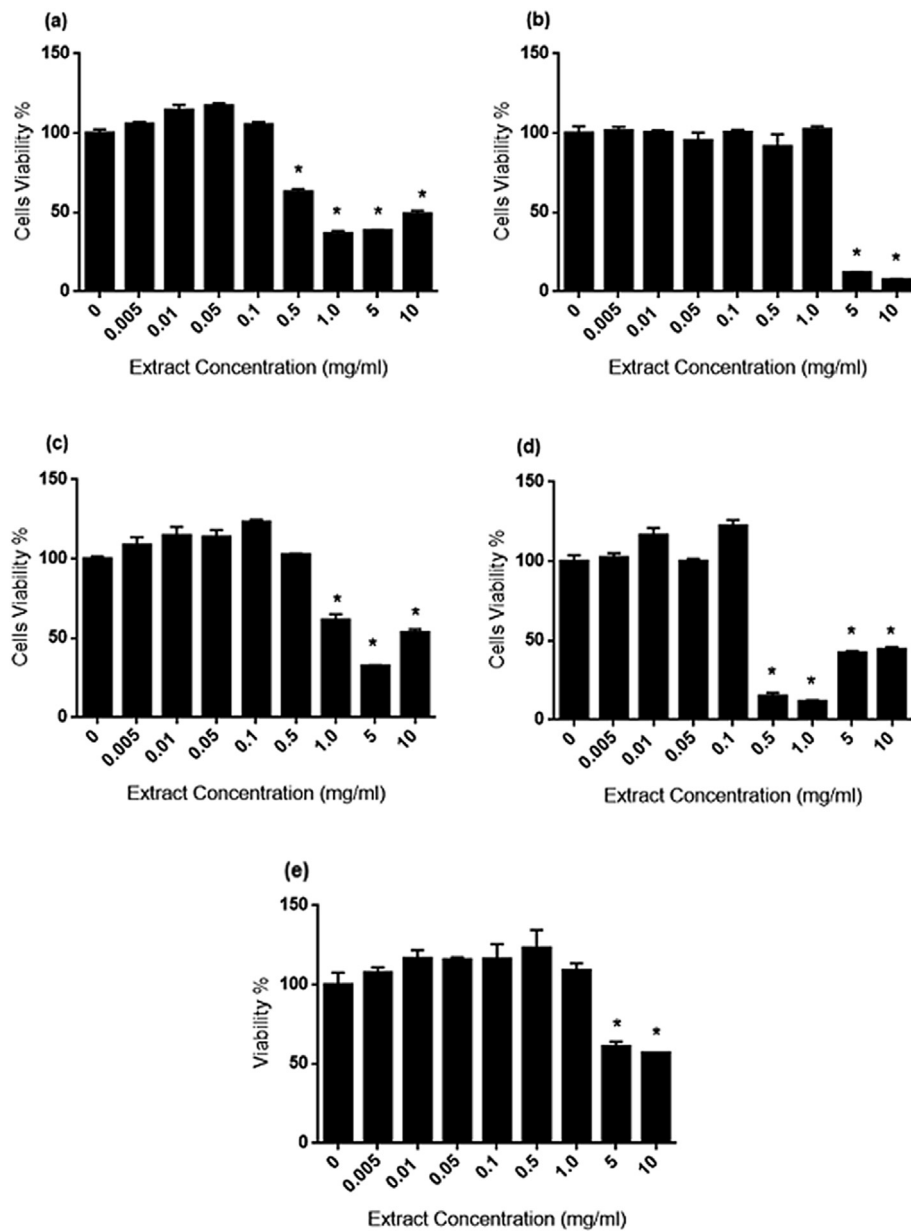 (a)
150
100
50
0
Cells Viability %
* * * *
0 0.005 0.01 0.05 0.1 0.5 1.0 5 10
Extract Concentration (mg/ml)
(b)
150
100
50
0
Cells Viability %
* *
0 0.005 0.01 0.05 0.1 0.5 1.0 5 10
Extract Concentration (mg/ml)
(c)
150
100
50
0
Cells Viability %
* * *
0 0.005 0.01 0.05 0.1 0.5 1.0 5 10
Extract Concentration (mg/ml)
(d)
150
100
50
0
Cells Viability %
* * * *
0 0.005 0.01 0.05 0.1 0.5 1.0 5 10
Extract Concentration (mg/ml)
(e)
150
100
50
0
Viability %
* *
0 0.005 0.01 0.05 0.1 0.5 1.0 5 10
Extract Concentration (mg/ml)